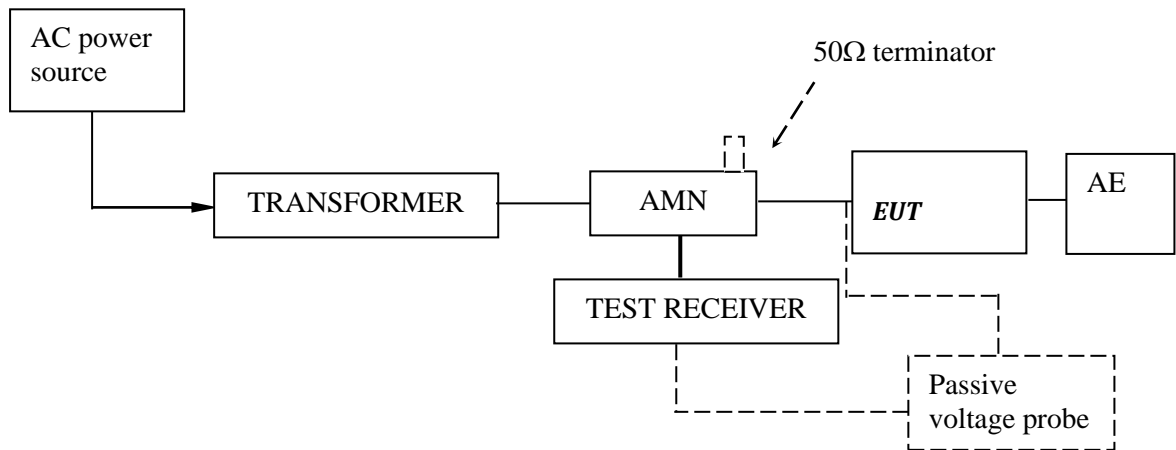 AC power
source
50Ω terminator
TRANSFORMER
AMN
EUT
AE
TEST RECEIVER
Passive
voltage probe